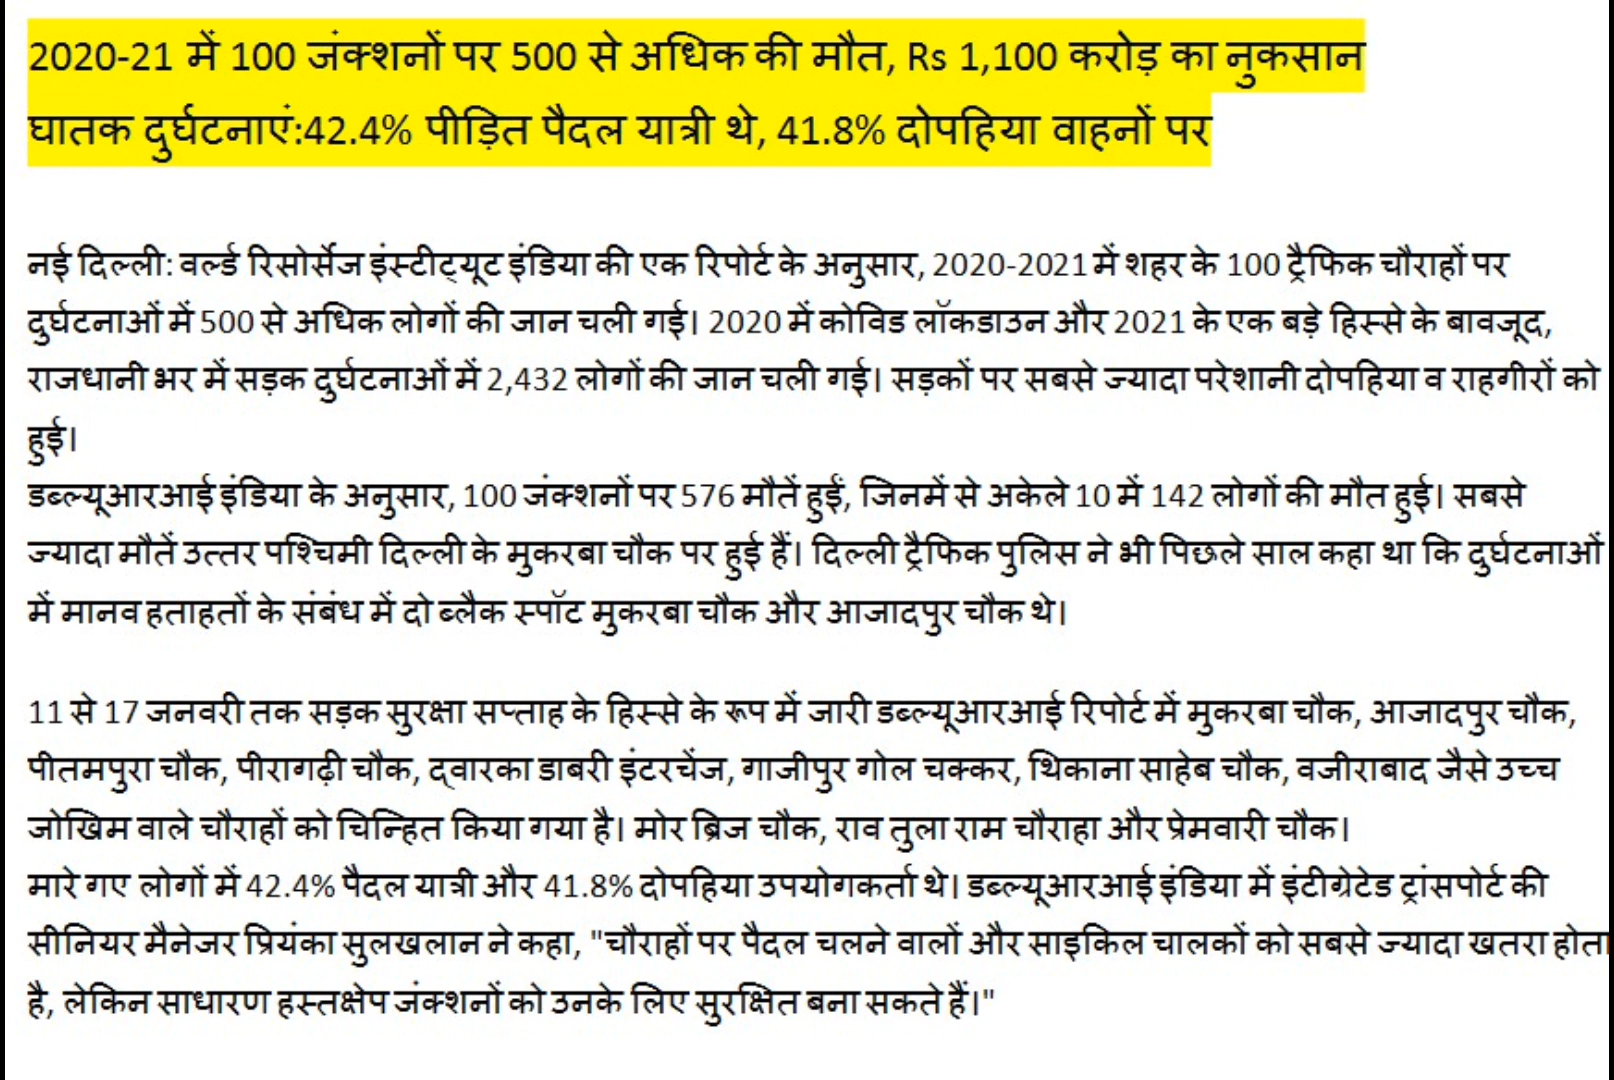 2020-21 में 100 जंक्शनों पर 500 से अधिक की मौत, Rs 1,100 करोड़ का नुकसान
घातक दुर्घटनाएं:42.4% पीड़ित पैदल यात्री थे, 41.8% दोपहिया वाहनों पर
नई दिल्ली: वर्ल्ड रिसोर्सेज इंस्टीट्यूट इंडिया की एक रिपोर्ट के अनुसार, 2020-2021 में शहर के 100 ट्रैफिक चौराहों पर
दुर्घटनाओं में 500 से अधिक लोगों की जान चली गई। 2020 में कोविड लॉकडाउन और 2021 के एक बड़े हिस्से के बावजूद,
राजधानी भर में सड़क दुर्घटनाओं में 2,432 लोगों की जान चली गई। सड़कों पर सबसे ज्यादा परेशानी दोपहिया व राहगीरों को
हुई।
डब्ल्यूआरआई इंडिया के अनुसार, 100 जंक्शनों पर 576 मौतें हुईं, जिनमें से अकेले 10 में 142 लोगों की मौत हुई। सबसे
ज्यादा मौतें उत्तर पश्चिमी दिल्ली के मुकरबा चौक पर हुई हैं। दिल्ली ट्रैफिक पुलिस ने भी पिछले साल कहा था कि दुर्घटनाओं
में मानव हताहतों के संबंध में दो ब्लैक स्पॉट मुकरबा चौक और आजादपुर चौक थे।
11 से 17 जनवरी तक सड़क सुरक्षा सप्ताह के हिस्से के रूप में जारी डब्ल्यूआरआई रिपोर्ट में मुकरबा चौक, आजादपुर चौक,
पीतमपुरा चौक, पीरागढ़ी चौक, द्वारका डाबरी इंटरचेंज, गाजीपुर गोल चक्कर, थिकाना साहेब चौक, वजीराबाद जैसे उच्च
जोखिम वाले चौराहों को चिन्हित किया गया है। मोर ब्रिज चौक, राव तुला राम चौराहा और प्रेमवारी चौक।
मारे गए लोगों में 42.4% पैदल यात्री और 41.8% दोपहिया उपयोगकर्ता थे। डब्ल्यूआरआई इंडिया में इंटीग्रेटेड ट्रांसपोर्ट की
सीनियर मैनेजर प्रियंका सुलखलान ने कहा, "चौराहों पर पैदल चलने वालों और साइकिल चालकों को सबसे ज्यादा खतरा होता
है, लेकिन साधारण हस्तक्षेप जंक्शनों को उनके लिए सुरक्षित बना सकते हैं।"